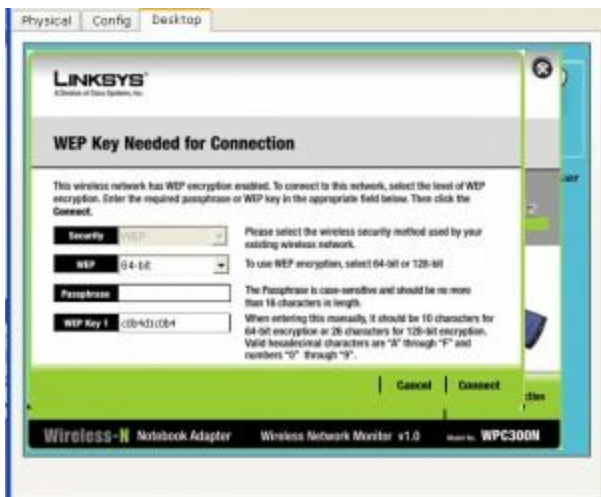 Physical Config Desktop
LINKSYS
A Division of Cisco Systems, Inc.
WEP Key Needed for Connection
This wireless network has WEP encryption enabled. To connect to this network, select the level of WEP
encryption. Enter the required passphrase or WEP key in the appropriate field below. Then click the
Connect.
Security WEP Please select the wireless security method used by your
existing wireless network.
WEP 64-bit To use WEP encryption, select 64-bit or 128-bit
Passphrase The Passphrase is case-sensitive and should be no more
than 16 characters in length.
WEP Key 1 c0b4d1c0b4 When entering this manually, it should be 10 characters for
64-bit encryption or 26 characters for 128-bit encryption.
Valid hexadecimal characters are "A" through "F" and
numbers "0" through "9".
Cancel Connect
Wireless-N Notebook Adapter Wireless Network Monitor v1.0 Model No. WPC300N